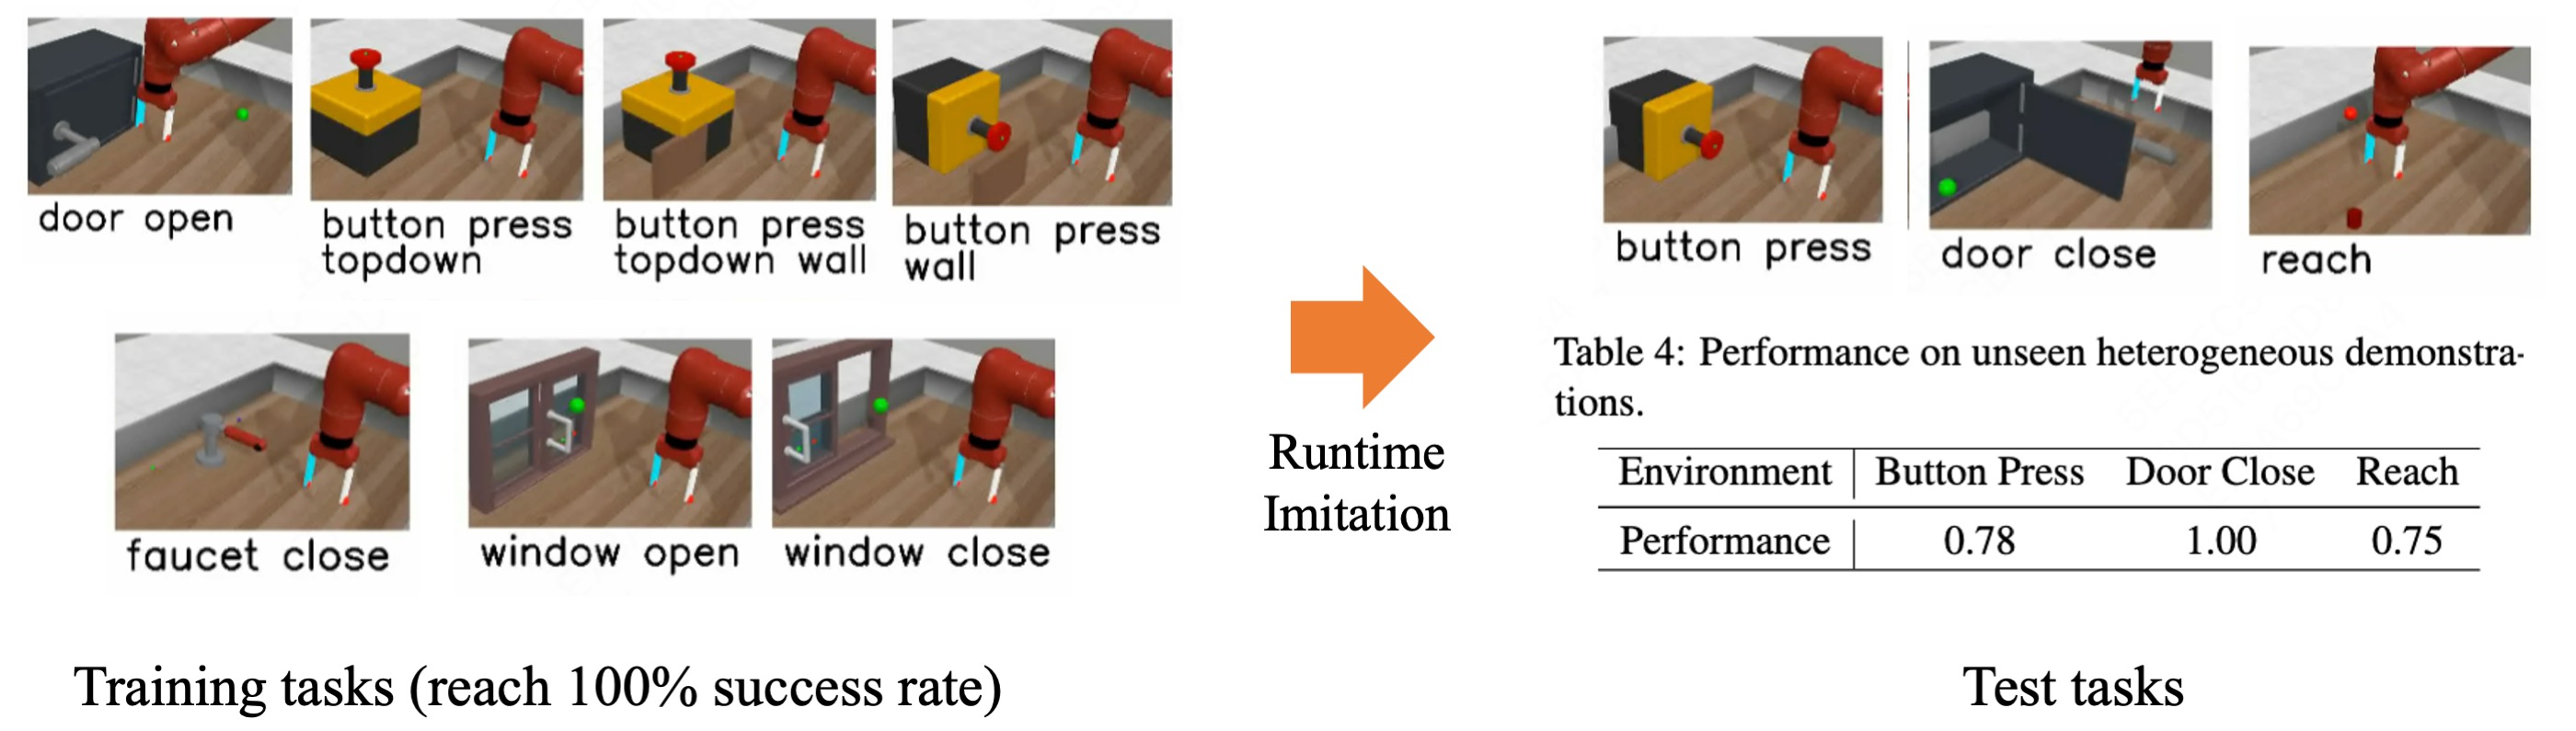 door open
button press
topdown
button press
topdown wall
button press
wall
faucet close
window open
window close
Training tasks (reach 100% success rate)
Runtime
Imitation
button press
door close
reach
Table 4: Performance on unseen heterogeneous demonstra-
tions.
Environment Button Press Door Close Reach
Performance 0.78 1.00 0.75
Test tasks